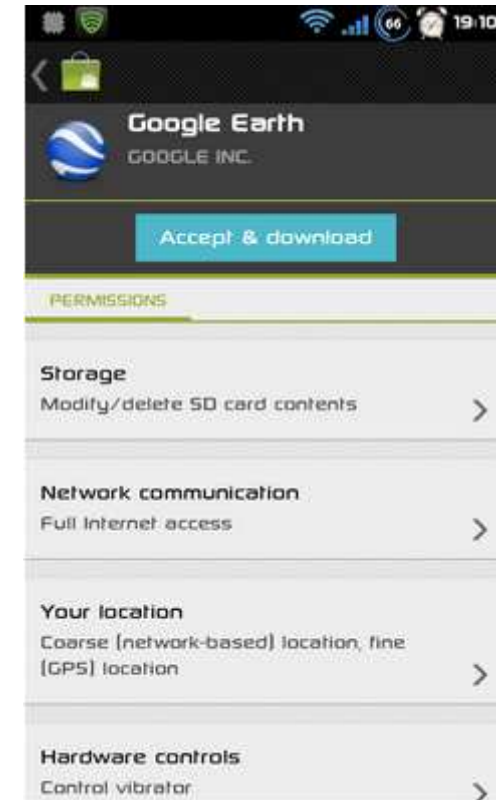 66 19:10
Google Earth
GOOGLE INC.
Accept & download
PERMISSIONS
Storage
Modify/delete SD card contents
Network communication
Full Internet access
Your location
Coarse (network-based) location, fine
(GPS) location
Hardware controls
Control vibrator